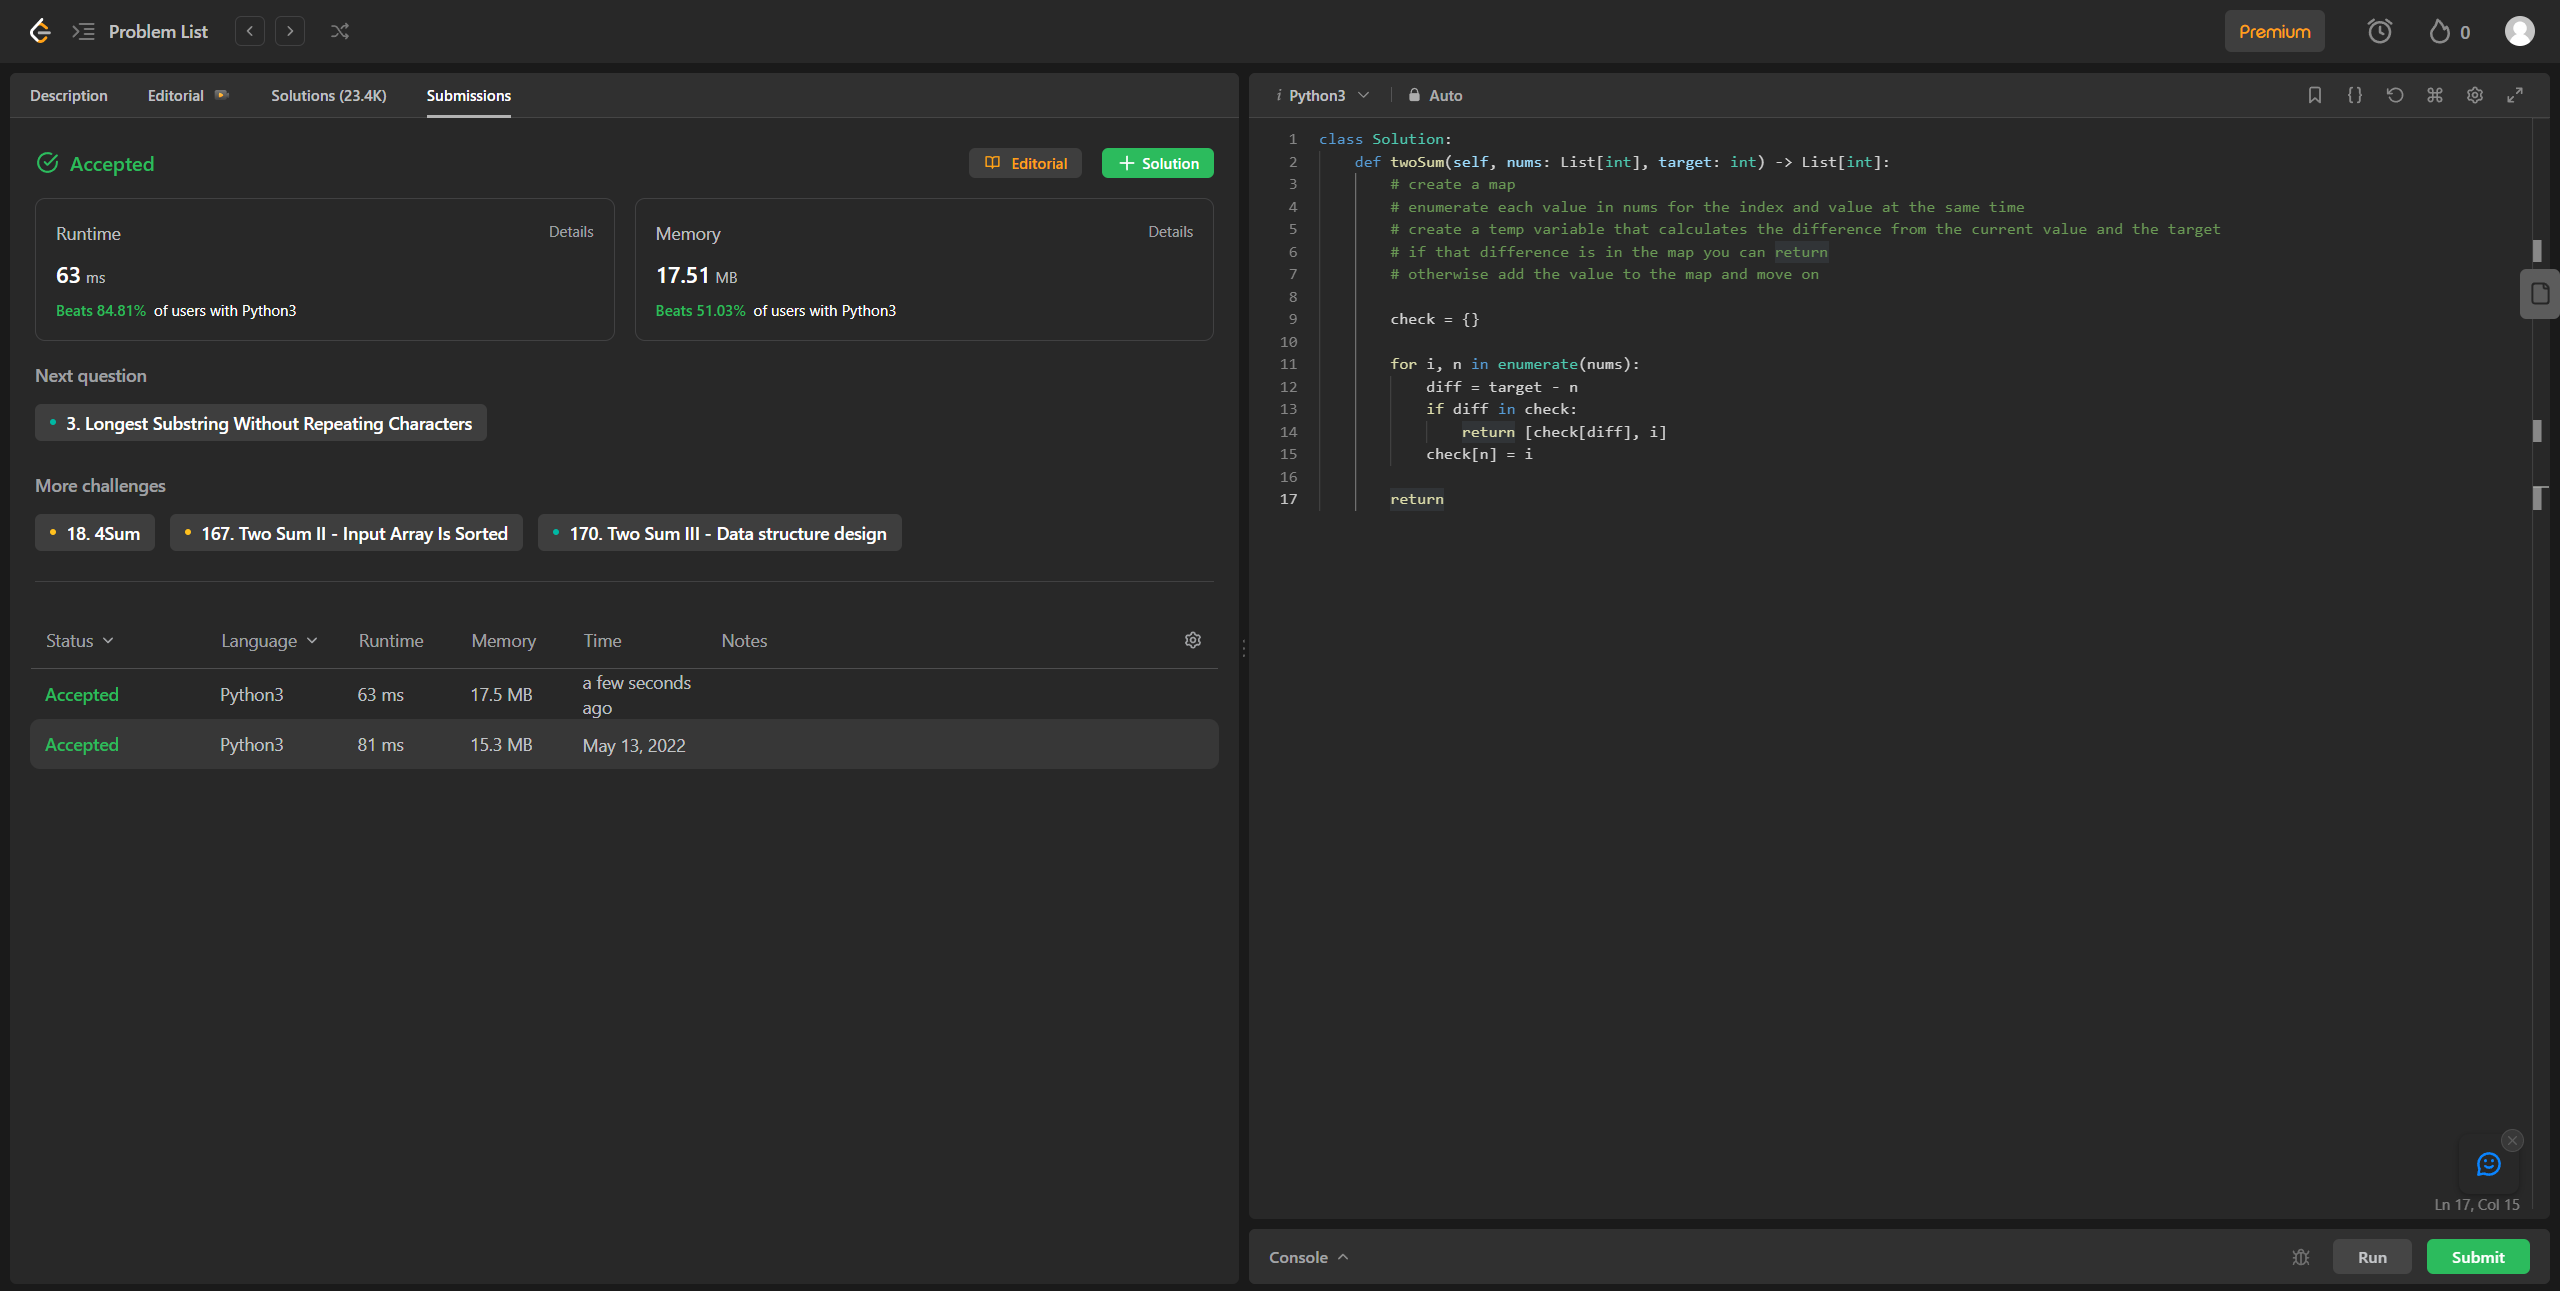 Problem List
Premium
0
Description Editorial Solutions (23.4K) Submissions
Accepted
Editorial
Solution
Runtime
Details
63 ms
Beats 84.81% of users with Python3
Memory
Details
17.51 MB
Beats 51.03% of users with Python3
Next question
3. Longest Substring Without Repeating Characters
More challenges
18. 4Sum
167. Two Sum II - Input Array Is Sorted
170. Two Sum III - Data structure design
Status Language Runtime Memory Time Notes
Accepted Python3 63 ms 17.5 MB a few seconds
ago
Accepted Python3 81 ms 15.3 MB May 13, 2022
i Python3 Auto
1 class Solution:
2 def twoSum(self, nums: List[int], target: int) -> List[int]:
3 # create a map
4 # enumerate each value in nums for the index and value at the same time
5 # create a temp variable that calculates the difference from the current value and the target
6 # if that difference is in the map you can return
7 # otherwise add the value to the map and move on
8
9 check = {}
10
11 for i, n in enumerate(nums):
12 diff = target - n
13 if diff in check:
14 return [check[diff], i]
15 check[n] = i
16
17 return
Ln 17, Col 15
Console
Run
Submit